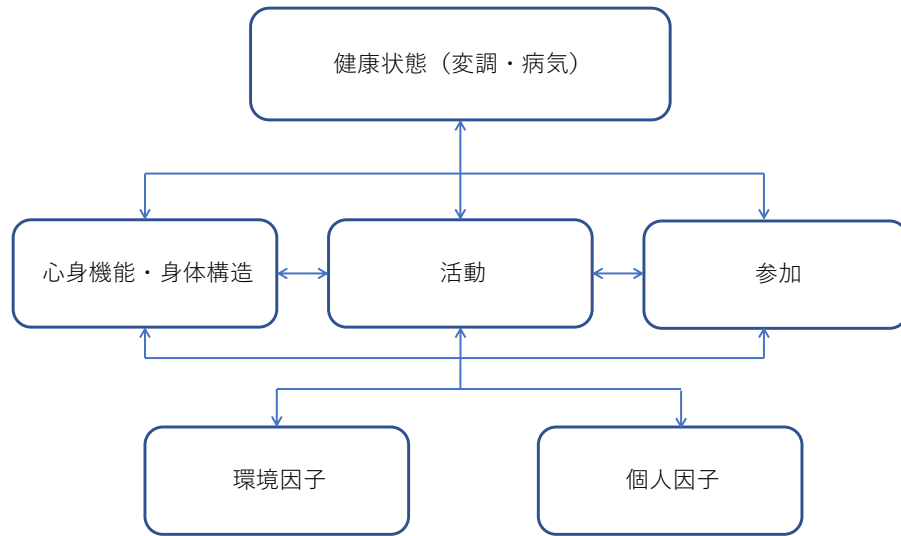 健康状態（変調・病気）
心身機能・身体構造
活動
参加
環境因子
個人因子